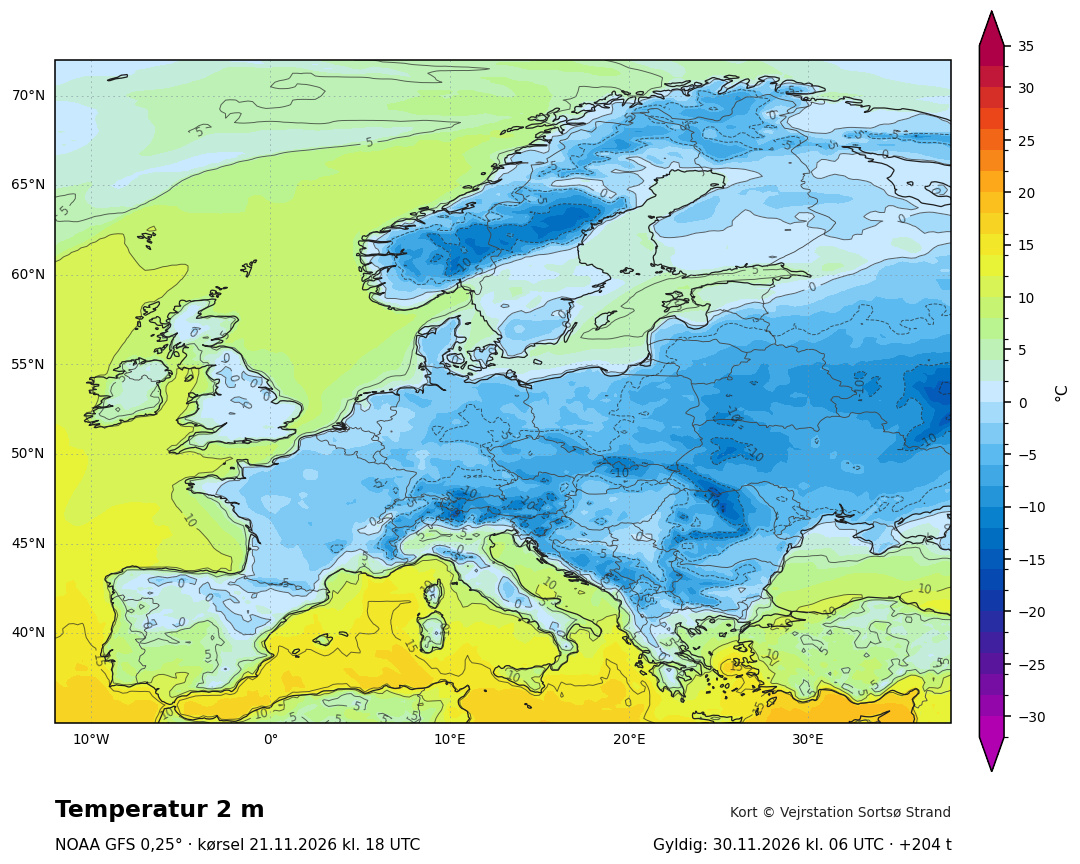 35
30
25
20
15
10
5
0
−5
−10
−15
−20
−25
−30
°C
70°N
65°N
60°N
55°N
50°N
45°N
40°N
10°W 0° 10°E 20°E 30°E
Temperatur 2 m
Kort © Vejrstation Sortsø Strand
NOAA GFS 0,25° · kørsel 21.11.2026 kl. 18 UTC
Gyldig: 30.11.2026 kl. 06 UTC · +204 t